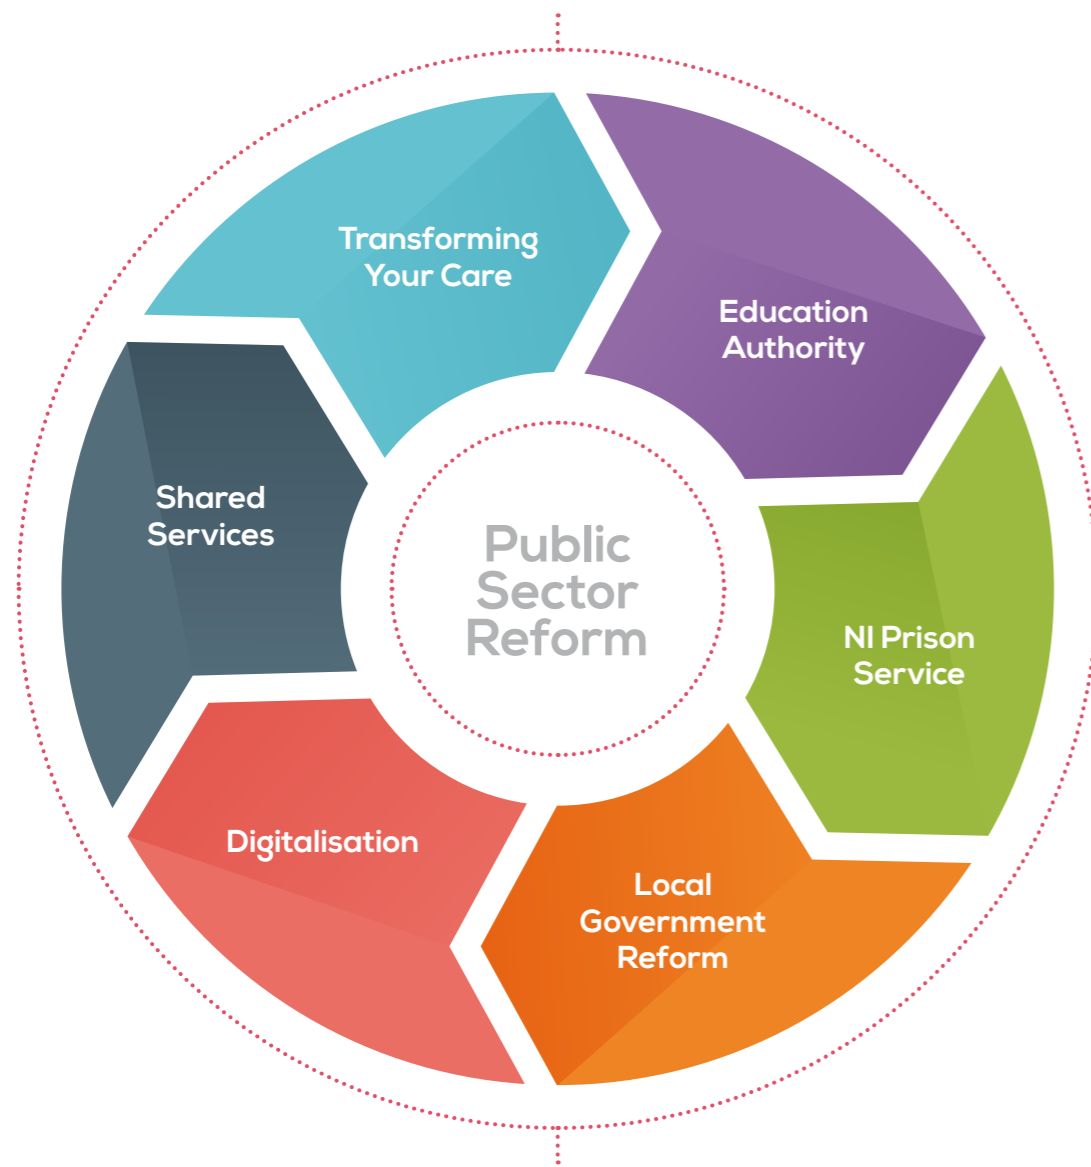 Transforming
Your Care
Education
Authority
Shared
Services
Public
Sector
Reform
NI Prison
Service
Digitalisation
Local
Government
Reform